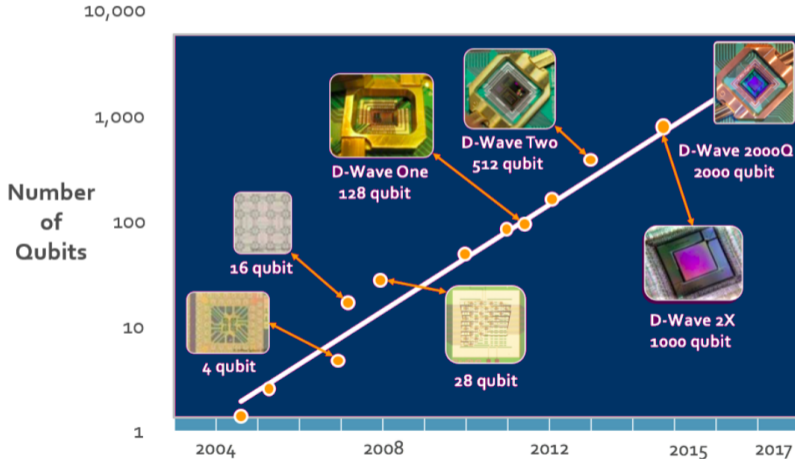 10,000
1,000
100
10
1
Number
of
Qubits
D-Wave One
128 qubit
D-Wave Two
512 qubit
D-Wave 2000Q
2000 qubit
16 qubit
4 qubit
28 qubit
D-Wave 2X
1000 qubit
2004
2008
2012
2015
2017